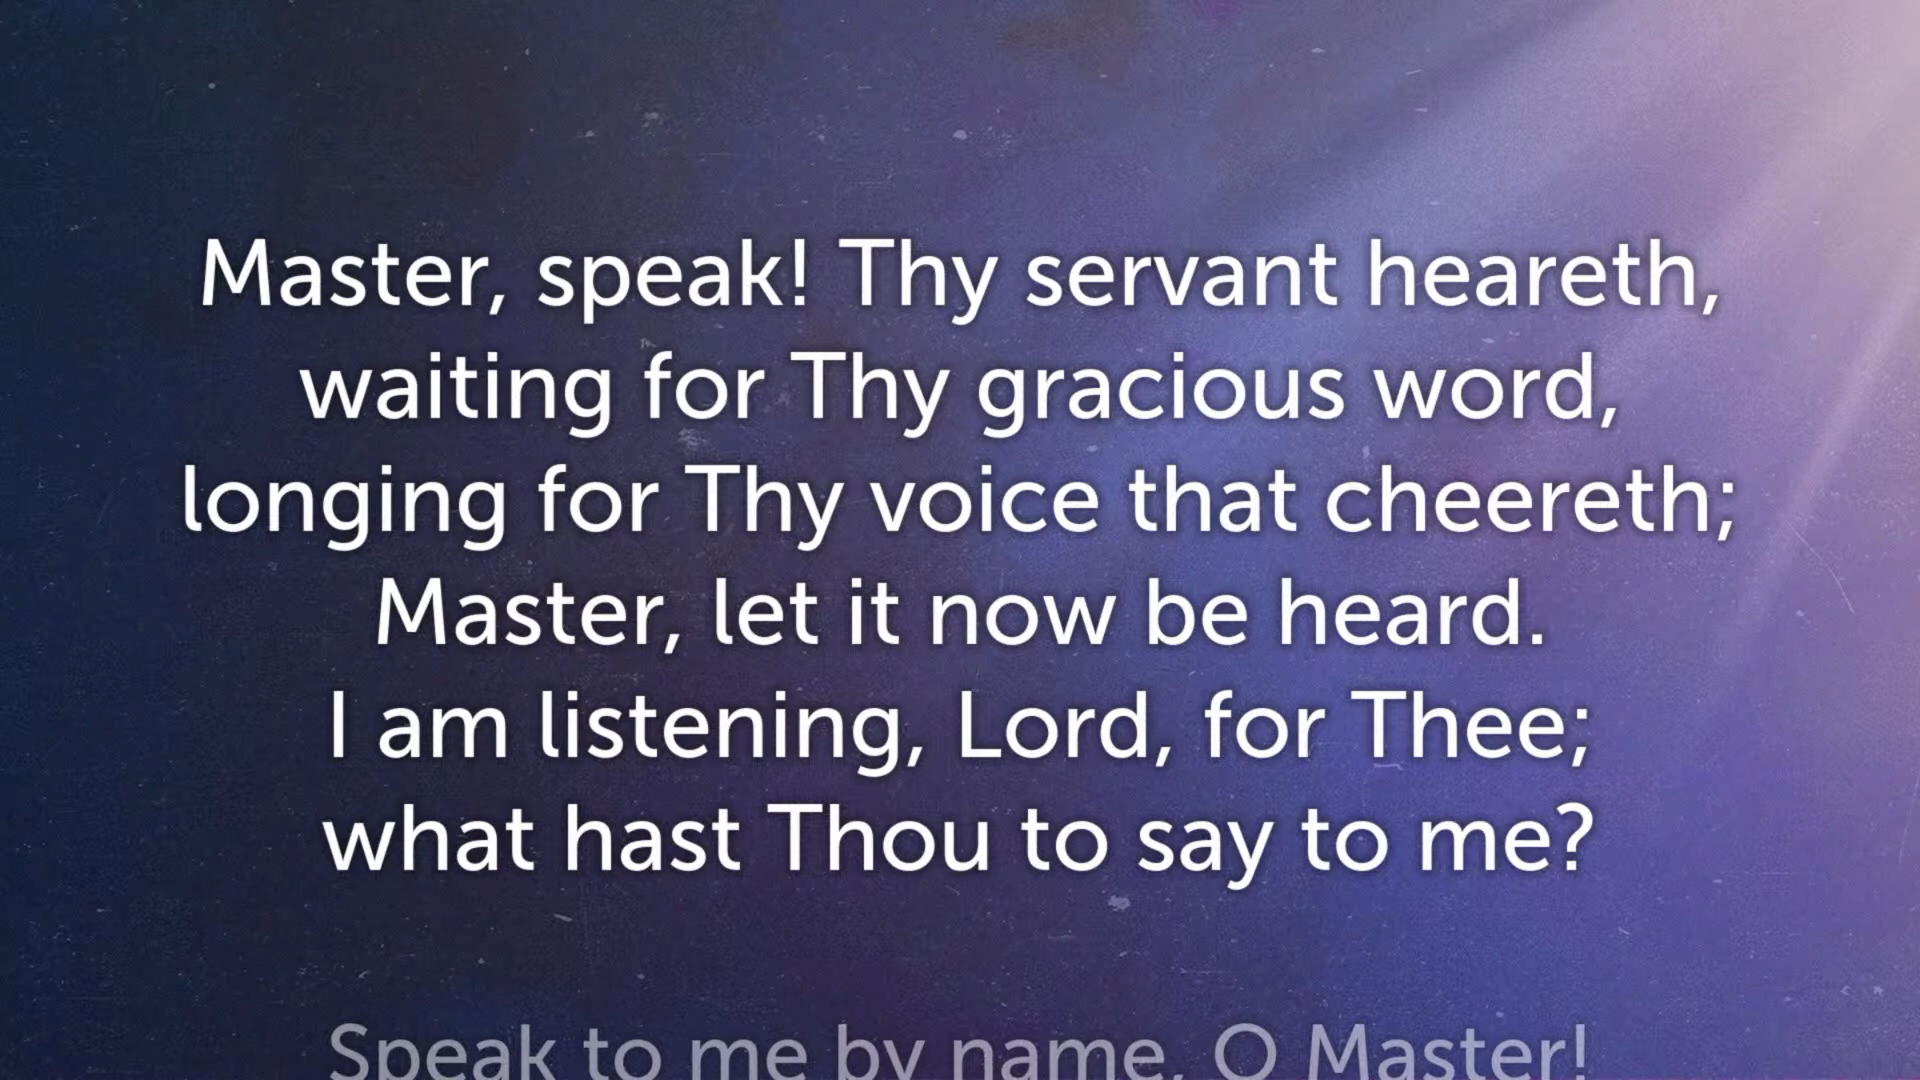 Master, speak! Thy servant heareth,
waiting for Thy gracious word,
longing for Thy voice that cheereth;
Master, let it now be heard.
I am listening, Lord, for Thee;
what hast Thou to say to me?
Speak to me by name, O Master!